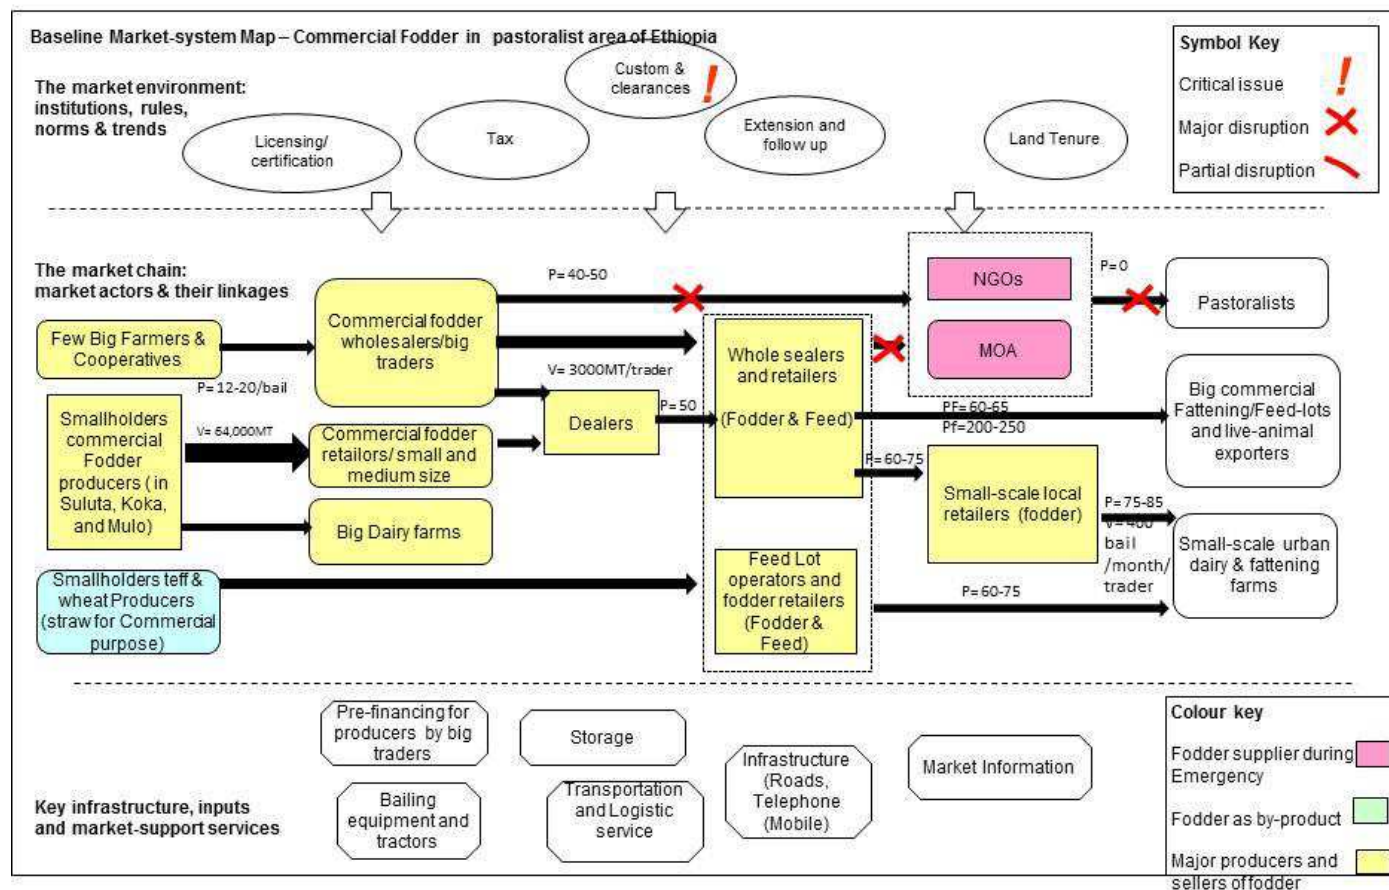 Baseline Market-system Map – Commercial Fodder in pastoralist area of Ethiopia
The market environment:
institutions, rules,
norms & trends
Licensing/
certification
Tax
Custom &
clearances
Extension and
follow up
Land Tenure
Symbol Key
Critical issue
Major disruption
Partial disruption
The market chain:
market actors & their linkages
Few Big Farmers &
Cooperatives
P= 12-20/bail
Smallholders
commercial
Fodder
producers ( in
Suluta, Koka,
and Mulo)
V= 64,000MT
Smallholders teff &
wheat Producers
(straw for Commercial
purpose)
Commercial fodder
wholesalers/big
traders
Commercial fodder
retailors/ small and
medium size
Big Dairy farms
P= 40-50
V= 3000MT/trader
Dealers
P= 50
Whole sealers
and retailers
(Fodder & Feed)
Feed Lot
operators and
fodder retailers
(Fodder &
Feed)
NGOs
MOA
P= 0
PF= 60-65
Pf=200-250
P= 60-75
Small-scale local
retailers (fodder)
P= 75-85
V= 400
bail
/month/
trader
P= 60-75
Pastoralists
Big commercial
Fattening/Feed-lots
and live-animal
exporters
Small-scale urban
dairy & fattening
farms
Key infrastructure, inputs
and market-support services
Pre-financing for
producers by big
traders
Storage
Bailing
equipment and
tractors
Transportation
and Logistic
service
Infrastructure
(Roads,
Telephone
(Mobile)
Market Information
Colour key
Fodder supplier during
Emergency
Fodder as by-product
Major producers and
sellers of fodder